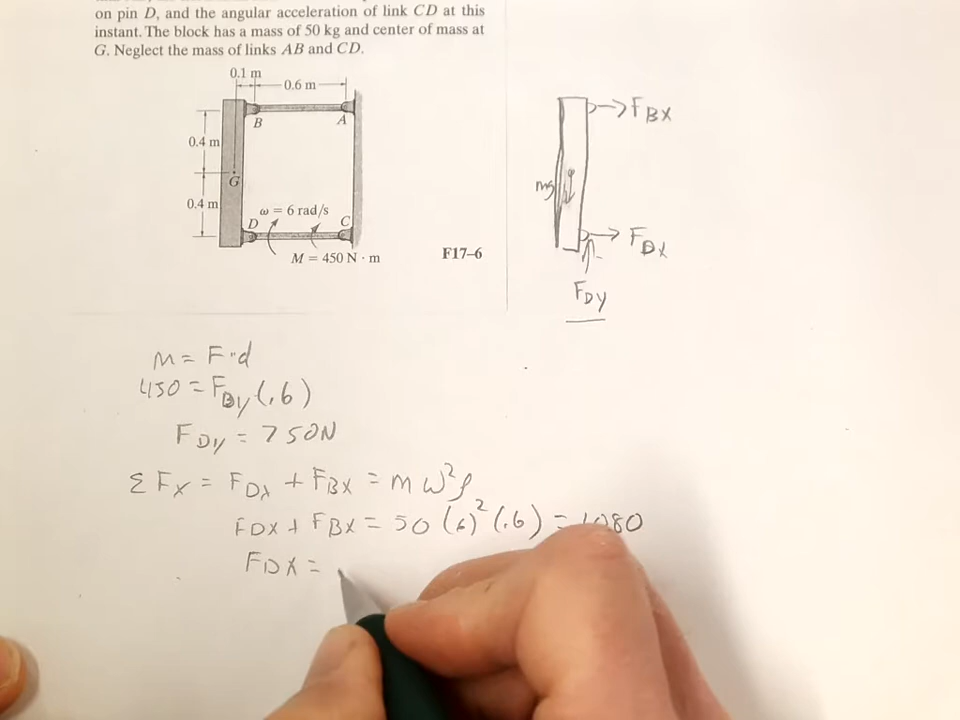 on pin D, and the angular acceleration of link CD at this
instant. The block has a mass of 50 kg and center of mass at
G. Neglect the mass of links AB and CD.
0.1 m
0.6 m
B
A
0.4 m
G
0.4 m
ω = 6 rad/s
D
C
M = 450 N · m
F17–6
FBX
mg
FDX
FDY
M = F·d
450 = FDy (.6)
FDy = 750N
Σ Fx = FDx + FBX = m ω²ρ
FDX + FBX = 50 (6)² (.6) = 1080
FDX =